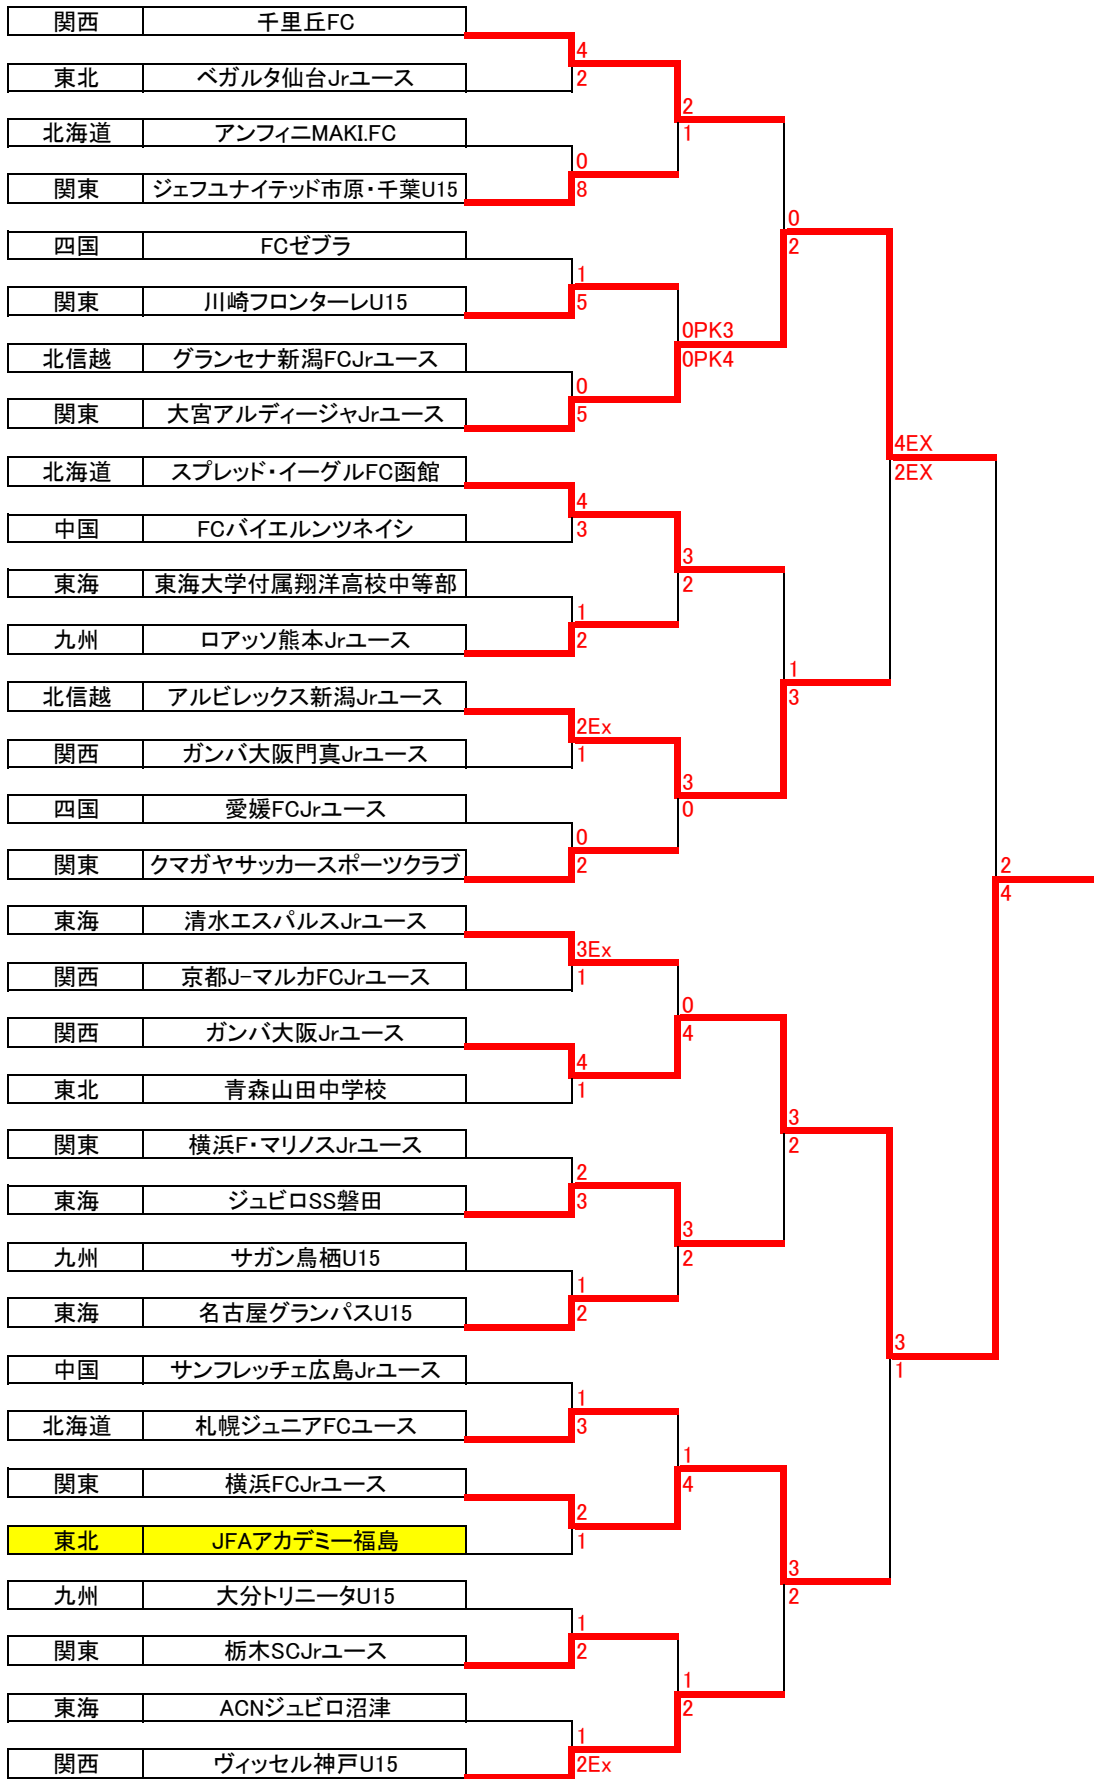 関西 千里丘FC
4
東北 ベガルタ仙台Jrユース
2
2
北海道 アンフィニMAKI.FC
1
0
関東 ジェフユナイテッド市原・千葉U15
8
0
四国 FCゼブラ
2
1
関東 川崎フロンターレU15
5
0PK3
北信越 グランセナ新潟FCJrユース
0PK4
0
関東 大宮アルディージャJrユース
5
4EX
北海道 スプレッド・イーグルFC函館
2EX
4
中国 FCバイエルンツネイシ
3
3
東海 東海大学付属翔洋高校中等部
2
1
九州 ロアッソ熊本Jrユース
2
1
北信越 アルビレックス新潟Jrユース
3
2Ex
関西 ガンバ大阪門真Jrユース
1
3
四国 愛媛FCJrユース
0
0
関東 クマガヤサッカースポーツクラブ
2
2
4
東海 清水エスパルスJrユース
3Ex
関西 京都J-マルカFCJrユース
1
0
関西 ガンバ大阪Jrユース
4
4
東北 青森山田中学校
1
3
関東 横浜F・マリノスJrユース
2
2
東海 ジュビロSS磐田
3
3
九州 サガン鳥栖U15
2
1
東海 名古屋グランパスU15
2
3
中国 サンフレッチェ広島Jrユース
1
1
北海道 札幌ジュニアFCユース
3
1
関東 横浜FCJrユース
4
2
東北 JFAアカデミー福島
1
3
九州 大分トリニータU15
2
1
関東 栃木SCJrユース
2
1
東海 ACNジュビロ沼津
2
1
関西 ヴィッセル神戸U15
2Ex